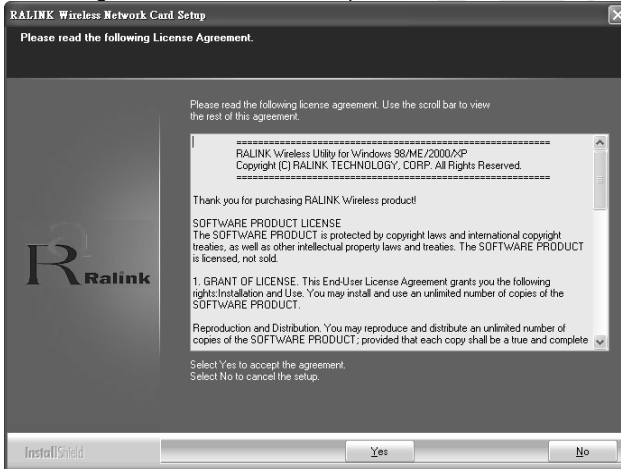 RALINK Wireless Network Card Setup
Please read the following License Agreement.
Please read the following license agreement. Use the scroll bar to view
the rest of this agreement.
==========================================================
RALINK Wireless Utility for Windows 98/ME/2000/XP
Copyright (C) RALINK TECHNOLOGY, CORP. All Rights Reserved.
==========================================================
Thank you for purchasing RALINK Wireless product!
SOFTWARE PRODUCT LICENSE
The SOFTWARE PRODUCT is protected by copyright laws and international copyright
treaties, as well as other intellectual property laws and treaties. The SOFTWARE PRODUCT
is licensed, not sold.
1. GRANT OF LICENSE. This End-User License Agreement grants you the following
rights:Installation and Use. You may install and use an unlimited number of copies of the
SOFTWARE PRODUCT.
Reproduction and Distribution. You may reproduce and distribute an unlimited number of
copies of the SOFTWARE PRODUCT; provided that each copy shall be a true and complete
Ralink
Select Yes to accept the agreement.
Select No to cancel the setup.
InstallShield
Yes
No